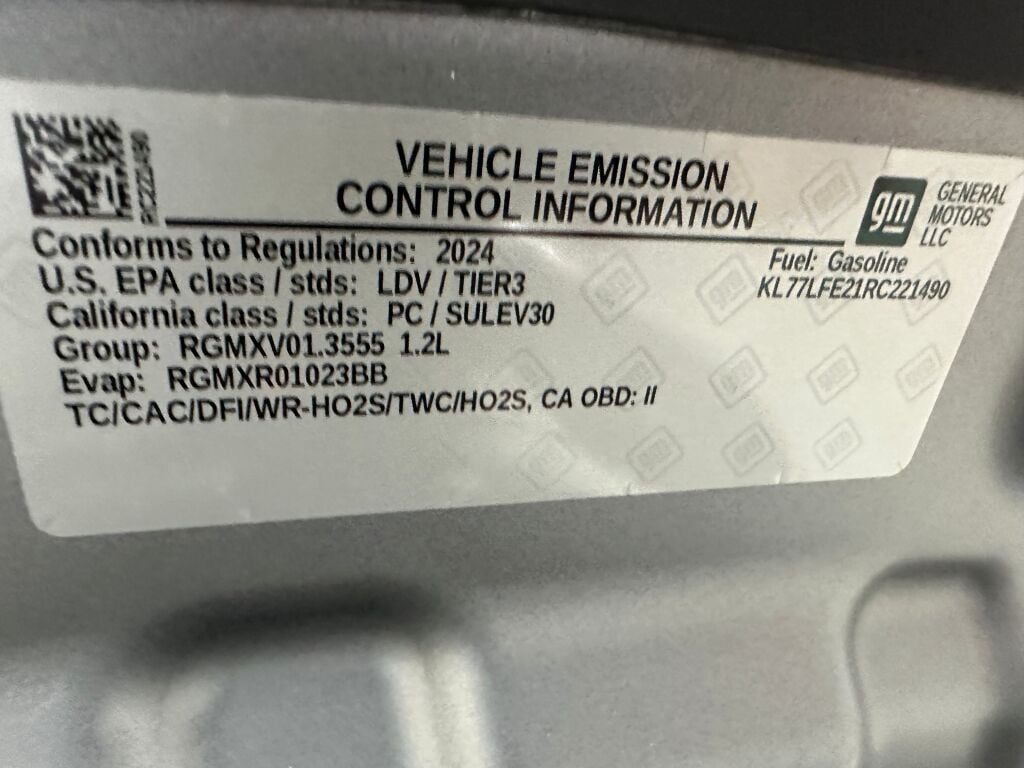 RC221490
VEHICLE EMISSION
CONTROL INFORMATION
gm
GENERAL
MOTORS
LLC
Conforms to Regulations: 2024
Fuel: Gasoline
U.S. EPA class / stds: LDV / TIER3
KL77LFE21RC221490
California class / stds: PC / SULEV30
Group: RGMXV01.3555 1.2L
Evap: RGMXR01023BB
TC/CAC/DFI/WR-HO2S/TWC/HO2S, CA OBD: II